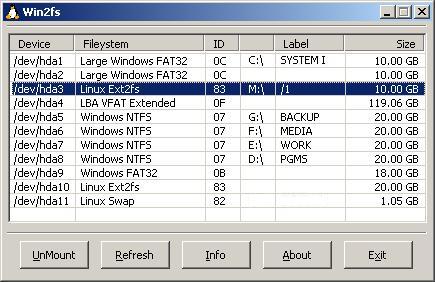 Win2fs
Device Filesystem ID Label Size
/dev/hda1 Large Windows FAT32 0C C:\ SYSTEM I 10.00 GB
/dev/hda2 Large Windows FAT32 0C 10.00 GB
/dev/hda3 Linux Ext2fs 83 M:\ /1 10.00 GB
/dev/hda4 LBA VFAT Extended 0F 119.06 GB
/dev/hda5 Windows NTFS 07 G:\ BACKUP 20.00 GB
/dev/hda6 Windows NTFS 07 F:\ MEDIA 20.00 GB
/dev/hda7 Windows NTFS 07 E:\ WORK 20.00 GB
/dev/hda8 Windows NTFS 07 D:\ PGMS 20.00 GB
/dev/hda9 Windows FAT32 0B 18.00 GB
/dev/hda10 Linux Ext2fs 83 20.00 GB
/dev/hda11 Linux Swap 82 1.05 GB
UnMount Refresh Info About Exit